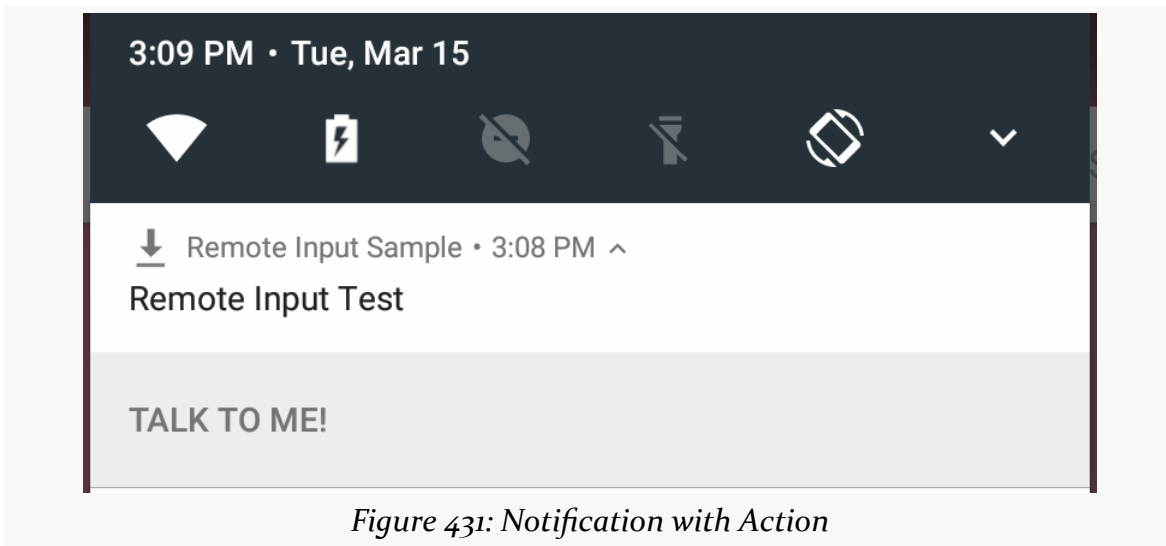 3:09 PM • Tue, Mar 15
Remote Input Sample • 3:08 PM
Remote Input Test
TALK TO ME!
Figure 431: Notification with Action